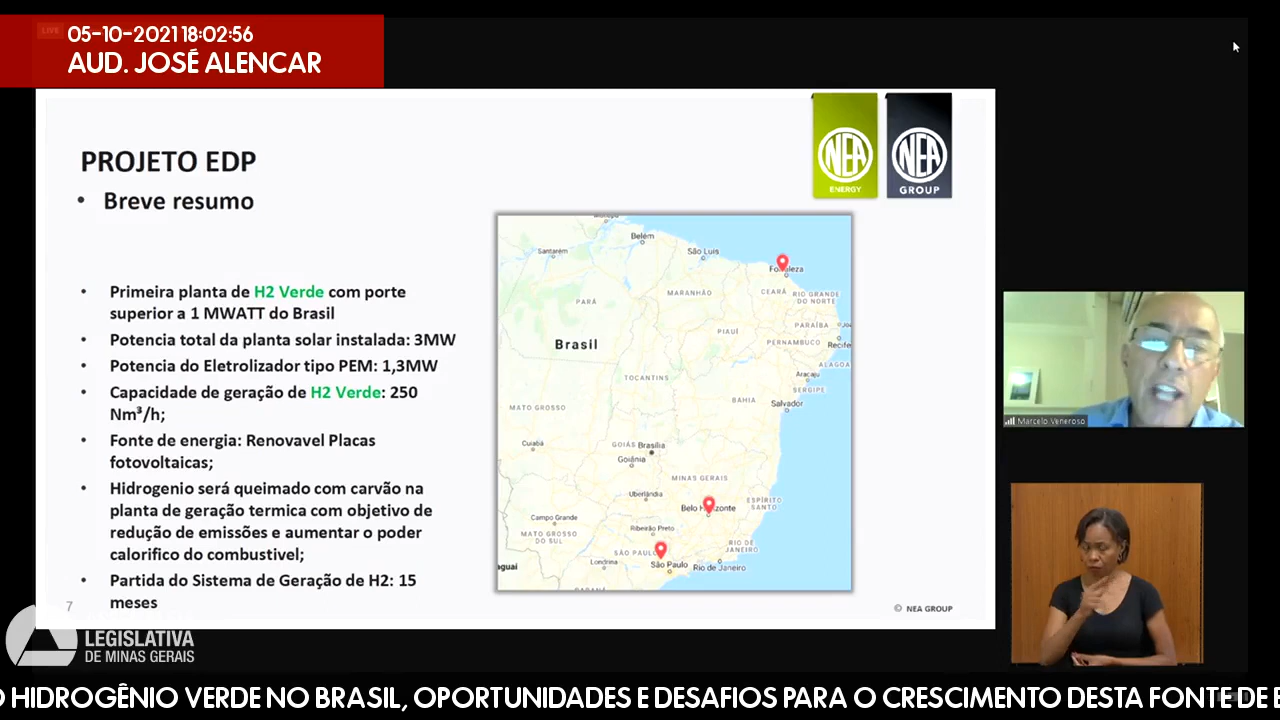 LIVE
05-10-2021 18:02:56
AUD. JOSÉ ALENCAR
NEA
ENERGY
NEA
GROUP
PROJETO EDP
• Breve resumo
• Primeira planta de H2 Verde com porte
superior a 1 MWATT do Brasil
• Potencia total da planta solar instalada: 3MW
• Potencia do Eletrolizador tipo PEM: 1,3MW
• Capacidade de geração de H2 Verde: 250
Nm³/h;
• Fonte de energia: Renovavel Placas
fotovoltaicas;
• Hidrogenio será queimado com carvão na
planta de geração termica com objetivo de
redução de emissões e aumentar o poder
calorifico do combustivel;
• Partida do Sistema de Geração de H2: 15
meses
Belém
Santarém
São Luís
Fortaleza
PARÁ
MARANHÃO
CEARÁ
RIO GRANDE
DO NORTE
PARAÍBA
PIAUÍ
Brasil
PERNAMBUCO
Recife
ALAGOA
TOCANTINS
Aracaju
SERGIPE
BAHIA
Salvador
MATO GROSSO
Cuiabá
GOIÁS
Brasília
Goiânia
MINAS GERAIS
Uberlândia
Belo Horizonte
ESPÍRITO
SANTO
Campo Grande
Ribeirão Preto
MATO GROSSO
DO SUL
SÃO PAULO
RIO DE
JANEIRO
Londrina
São Paulo
Rio de Janeiro
guai
7
© NEA GROUP
Marcelo Veneroso
LEGISLATIVA
DE MINAS GERAIS
O HIDROGÊNIO VERDE NO BRASIL, OPORTUNIDADES E DESAFIOS PARA O CRESCIMENTO DESTA FONTE DE E